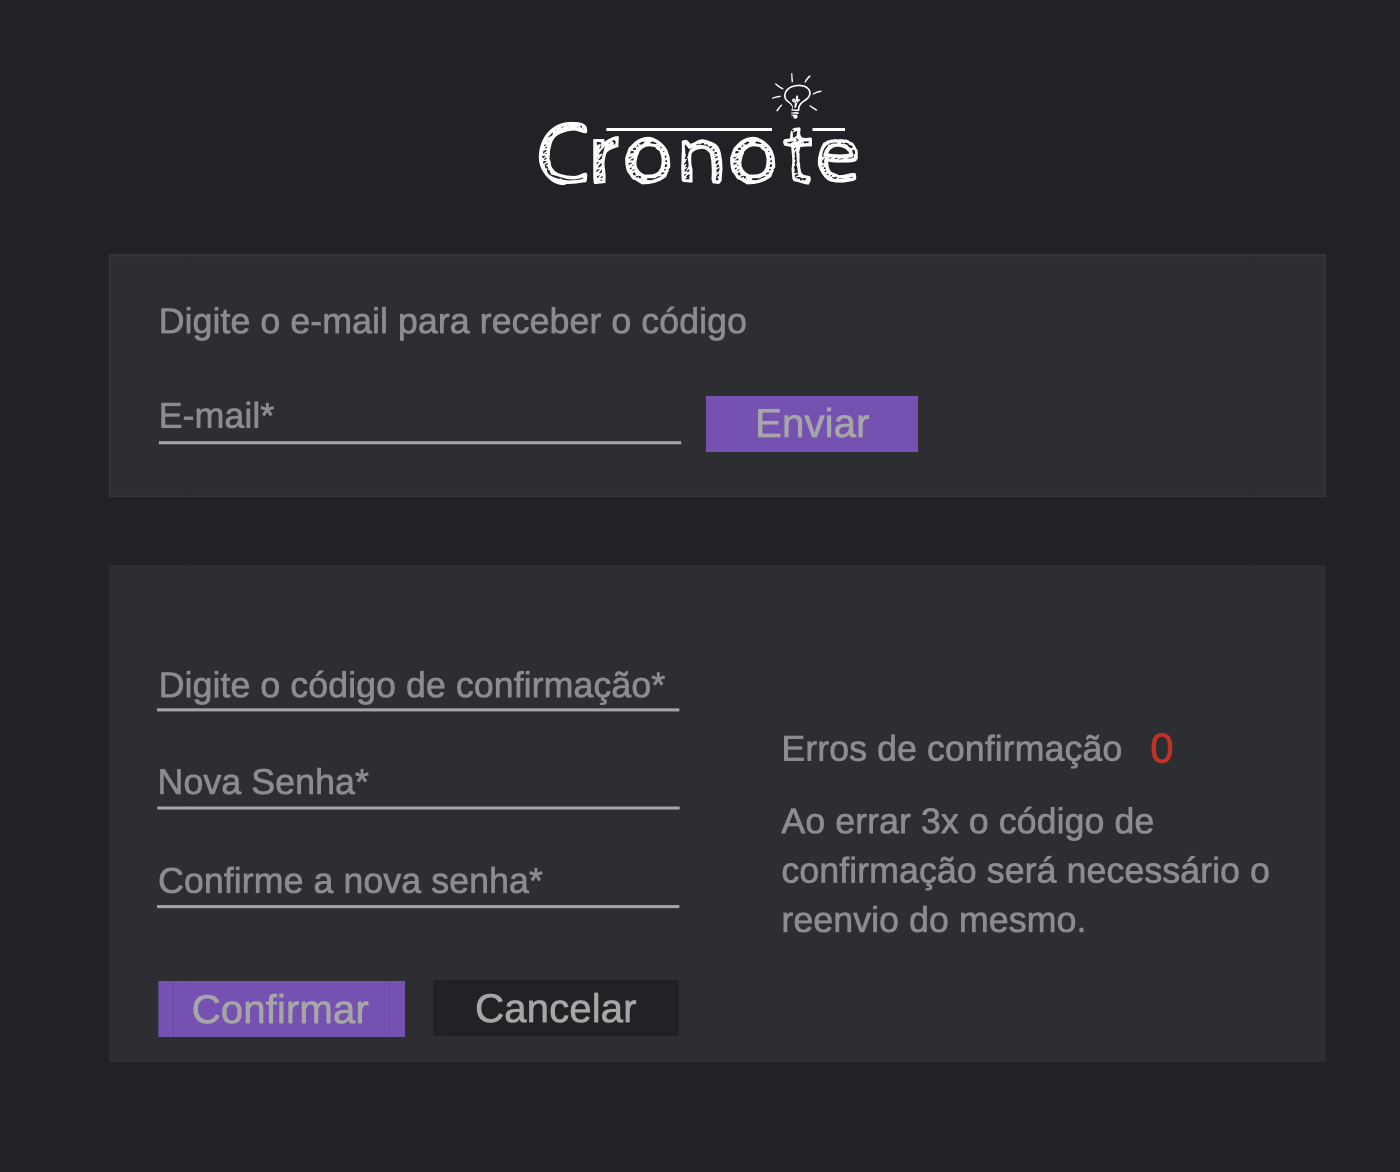 Cronote
Digite o e-mail para receber o código
E-mail*
Enviar
Digite o código de confirmação*
Nova Senha*
Confirme a nova senha*
Confirmar
Cancelar
Erros de confirmação 0
Ao errar 3x o código de
confirmação será necessário o
reenvio do mesmo.